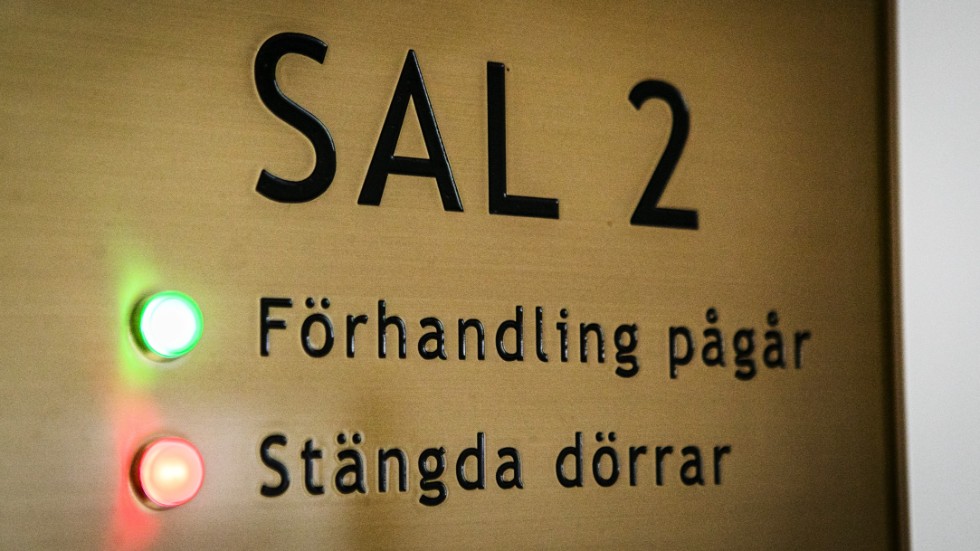 SAL 2
Förhandling pågår
Stängda dörrar